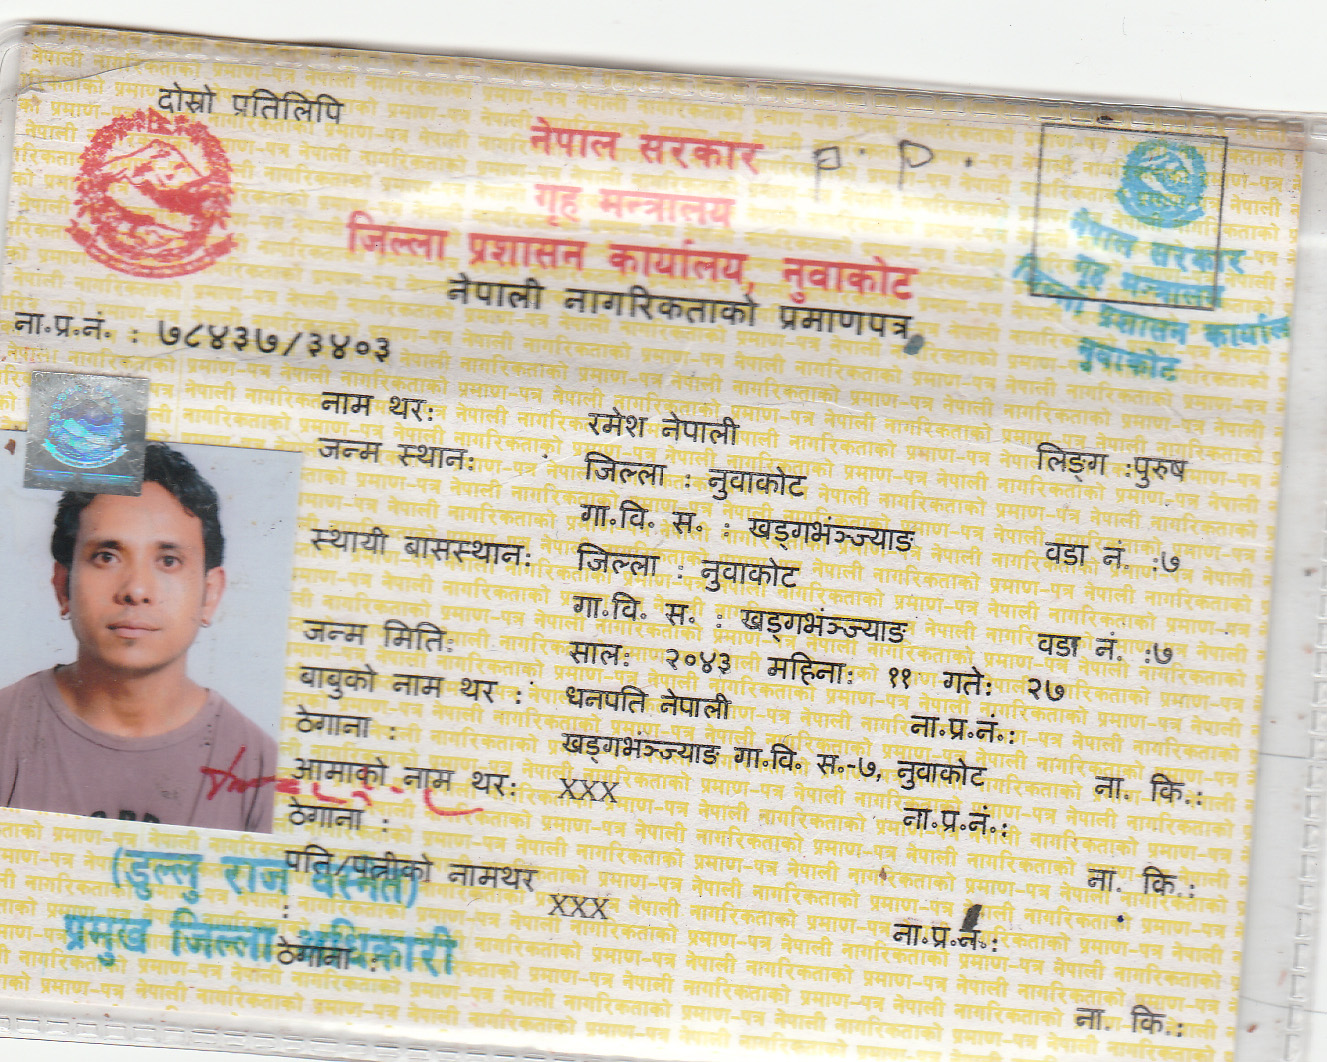 दोस्रो प्रतिलिपि
नेपाल सरकार
P. P.
गृह मन्त्रालय
जिल्ला प्रशासन कार्यालय, नुवाकोट
नेपाली नागरिकताको प्रमाणपत्र
नेपाल सरकार
गृह मन्त्रालय
जिल्ला प्रशासन कार्यालय
नुवाकोट
ना.प्र.नं. : ७८४३७/३४०३
नाम थर: रमेश नेपाली लिङ्ग :पुरुष
जन्म स्थान: जिल्ला : नुवाकोट
गा.वि. स. : खड्गभंञ्ज्याङ वडा नं. :७
स्थायी बासस्थान: जिल्ला : नुवाकोट
गा.वि. स. : खड्गभंञ्ज्याङ वडा नं. :७
जन्म मिति: साल: २०४३ महिना: ११ गते: २७
बाबुको नाम थर : धनपति नेपाली ना.प्र.नं.:
ठेगाना : खड्गभंञ्ज्याङ गा.वि. स.-७, नुवाकोट ना. कि.:
आमाको नाम थर: XXX ना.प्र.नं.:
ठेगाना : ना. कि.:
पति/पत्नीको नामथर : XXX ना.प्र.नं.:
ठेगाना : ना. कि.:
(डुल्लु राज
प्रमुख जिल्ला अधिकारी